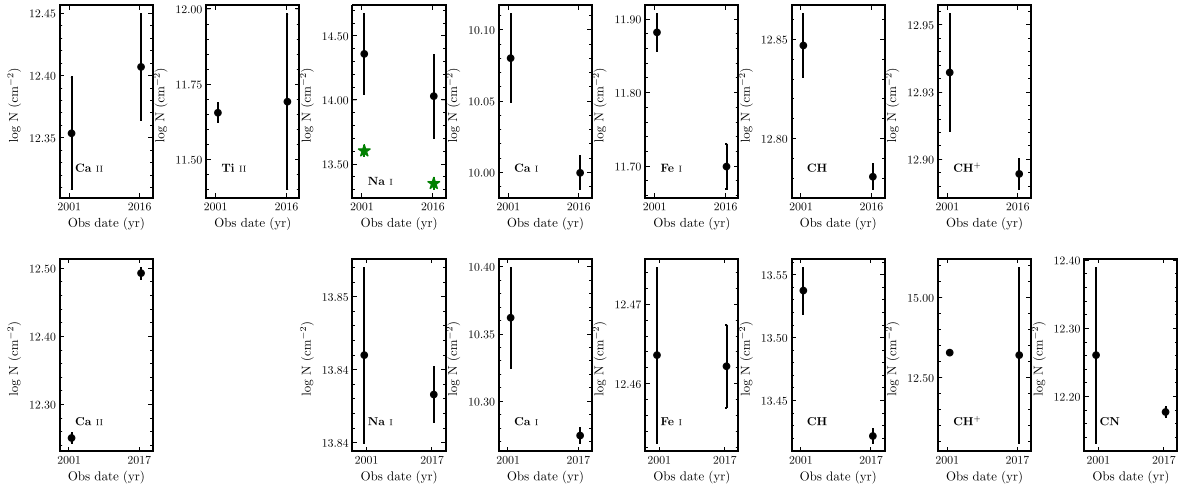 log N (cm⁻²)
12.45
12.40
12.35
Ca II
2001 2016
Obs date (yr)
log N (cm⁻²)
12.00
11.75
11.50
Ti II
2001 2016
Obs date (yr)
log N (cm⁻²)
14.50
14.00
13.50
Na I
2001 2016
Obs date (yr)
log N (cm⁻²)
10.10
10.05
10.00
Ca I
2001 2016
Obs date (yr)
log N (cm⁻²)
11.90
11.80
11.70
Fe I
2001 2016
Obs date (yr)
log N (cm⁻²)
12.85
12.80
CH
2001 2016
Obs date (yr)
log N (cm⁻²)
12.95
12.93
12.90
CH⁺
2001 2016
Obs date (yr)
log N (cm⁻²)
12.50
12.40
12.30
Ca II
2001 2017
Obs date (yr)
log N (cm⁻²)
13.85
13.84
13.84
Na I
2001 2017
Obs date (yr)
log N (cm⁻²)
10.40
10.35
10.30
Ca I
2001 2017
Obs date (yr)
log N (cm⁻²)
12.47
12.46
Fe I
2001 2017
Obs date (yr)
log N (cm⁻²)
13.55
13.50
13.45
CH
2001 2017
Obs date (yr)
log N (cm⁻²)
15.00
12.50
CH⁺
2001 2017
Obs date (yr)
log N (cm⁻²)
12.40
12.30
12.20
CN
2001 2017
Obs date (yr)